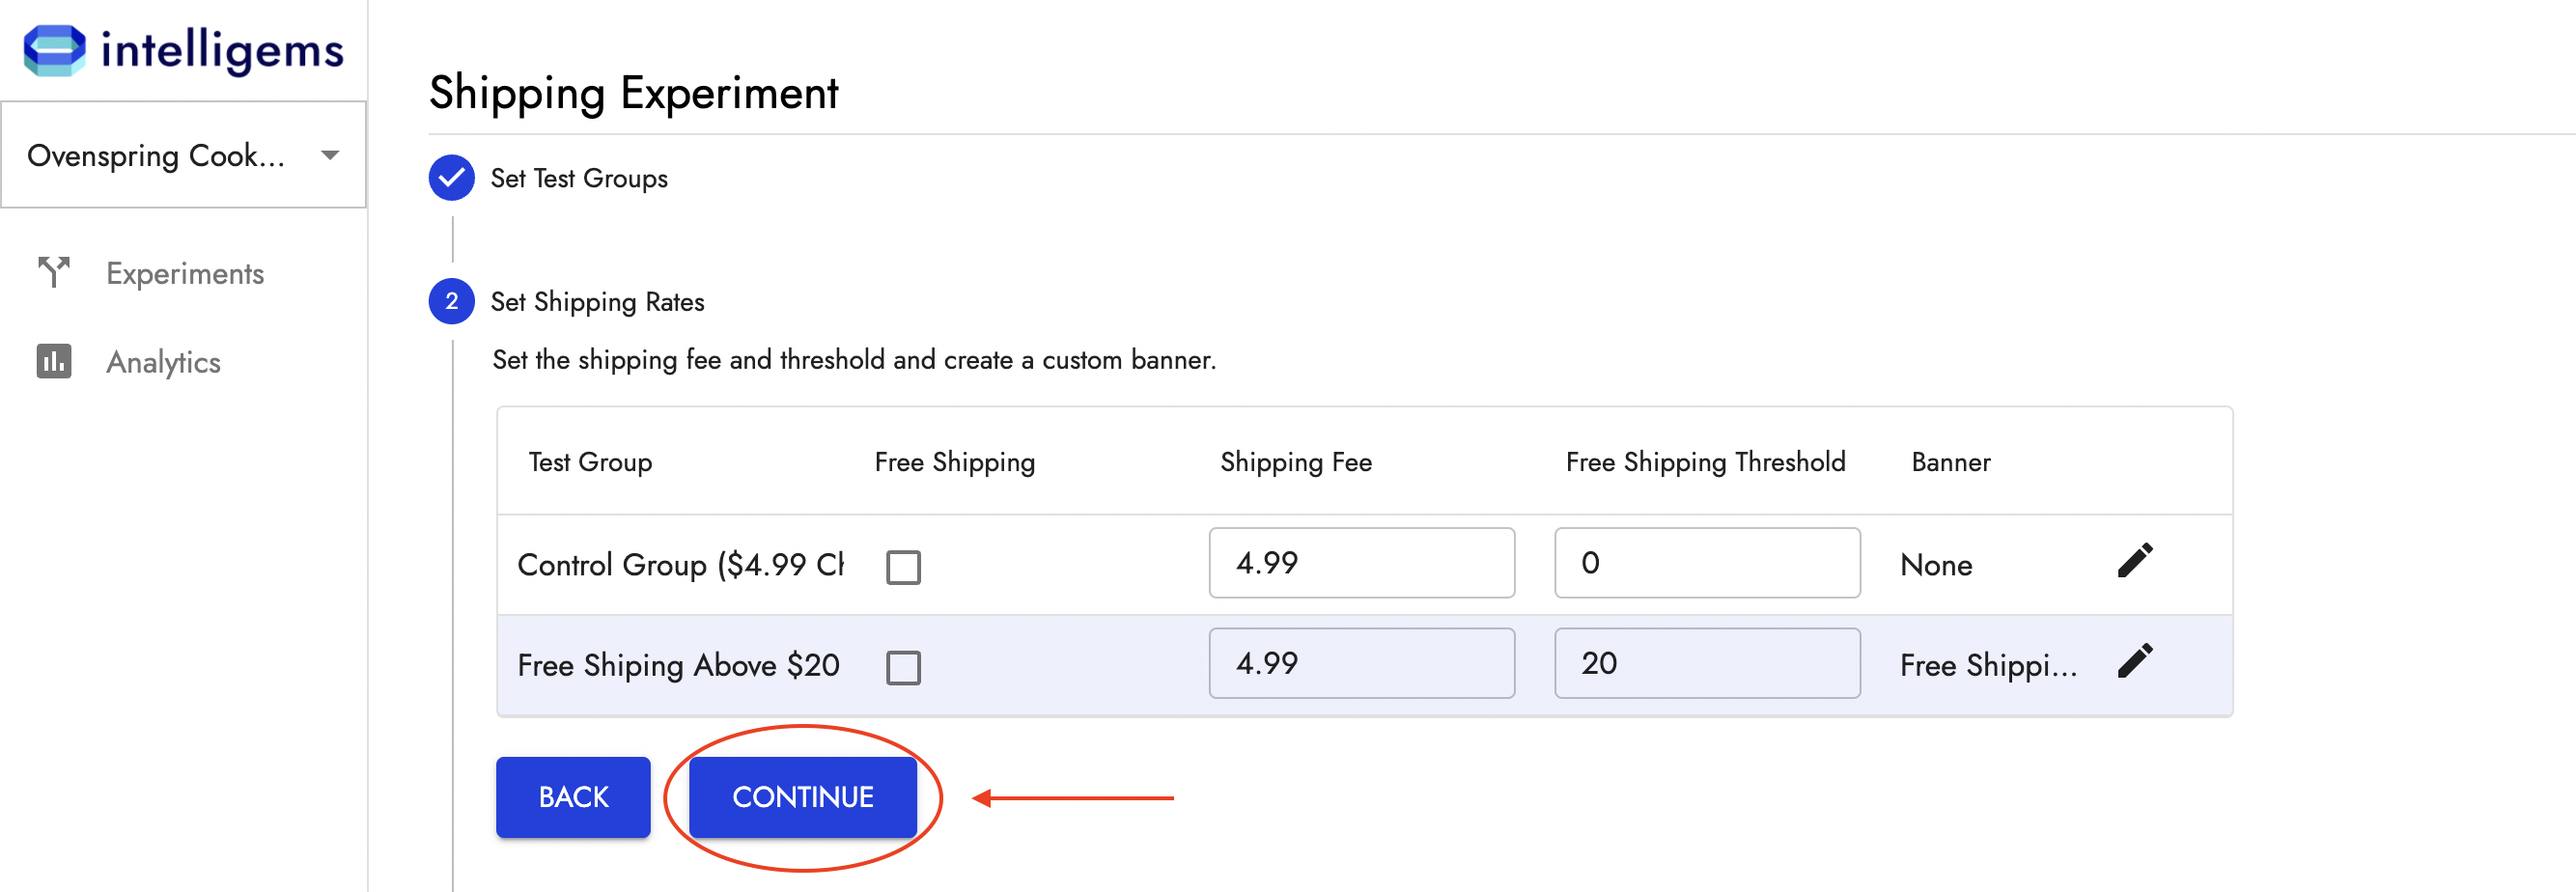 intelligems
Ovenspring Cook...
Experiments
Analytics
Shipping Experiment
Set Test Groups
2 Set Shipping Rates
Set the shipping fee and threshold and create a custom banner.
Test Group Free Shipping Shipping Fee Free Shipping Threshold Banner
Control Group ($4.99 Ch 4.99 0 None
Free Shiping Above $20 4.99 20 Free Shippi...
BACK CONTINUE